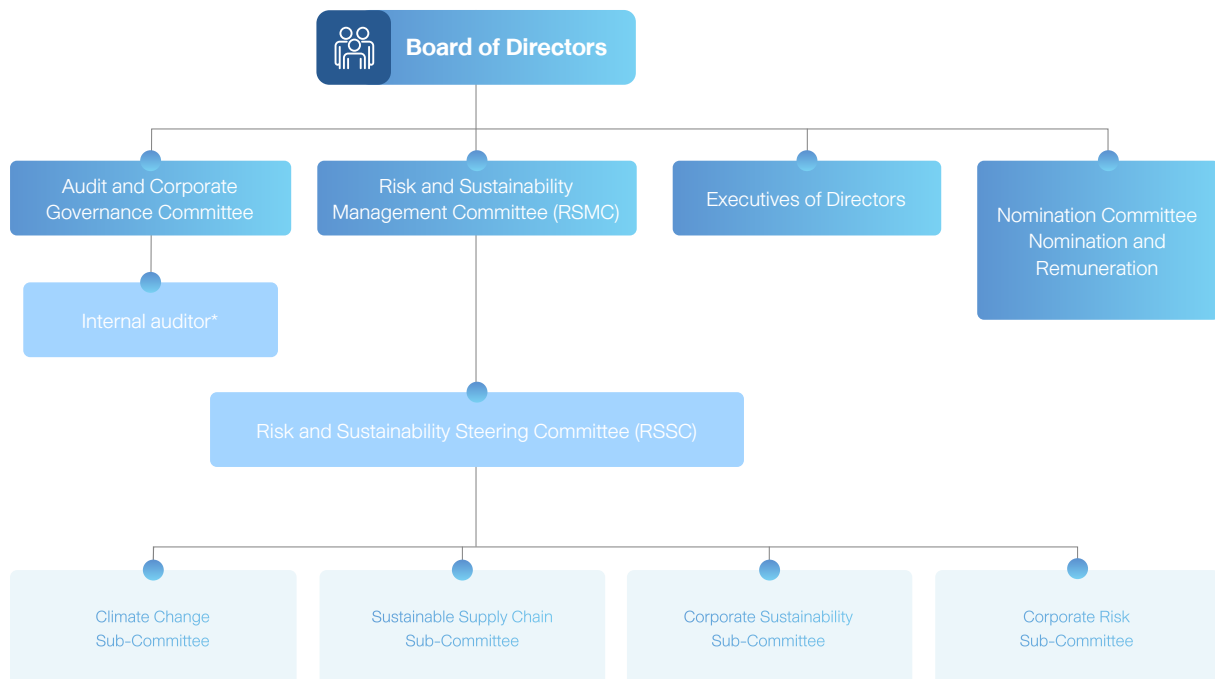 Board of Directors
Audit and Corporate
Governance Committee
Risk and Sustainability
Management Committee (RSMC)
Executives of Directors
Nomination Committee
Nomination and
Remuneration
Internal auditor*
Risk and Sustainability Steering Committee (RSSC)
Climate Change
Sub-Committee
Sustainable Supply Chain
Sub-Committee
Corporate Sustainability
Sub-Committee
Corporate Risk
Sub-Committee